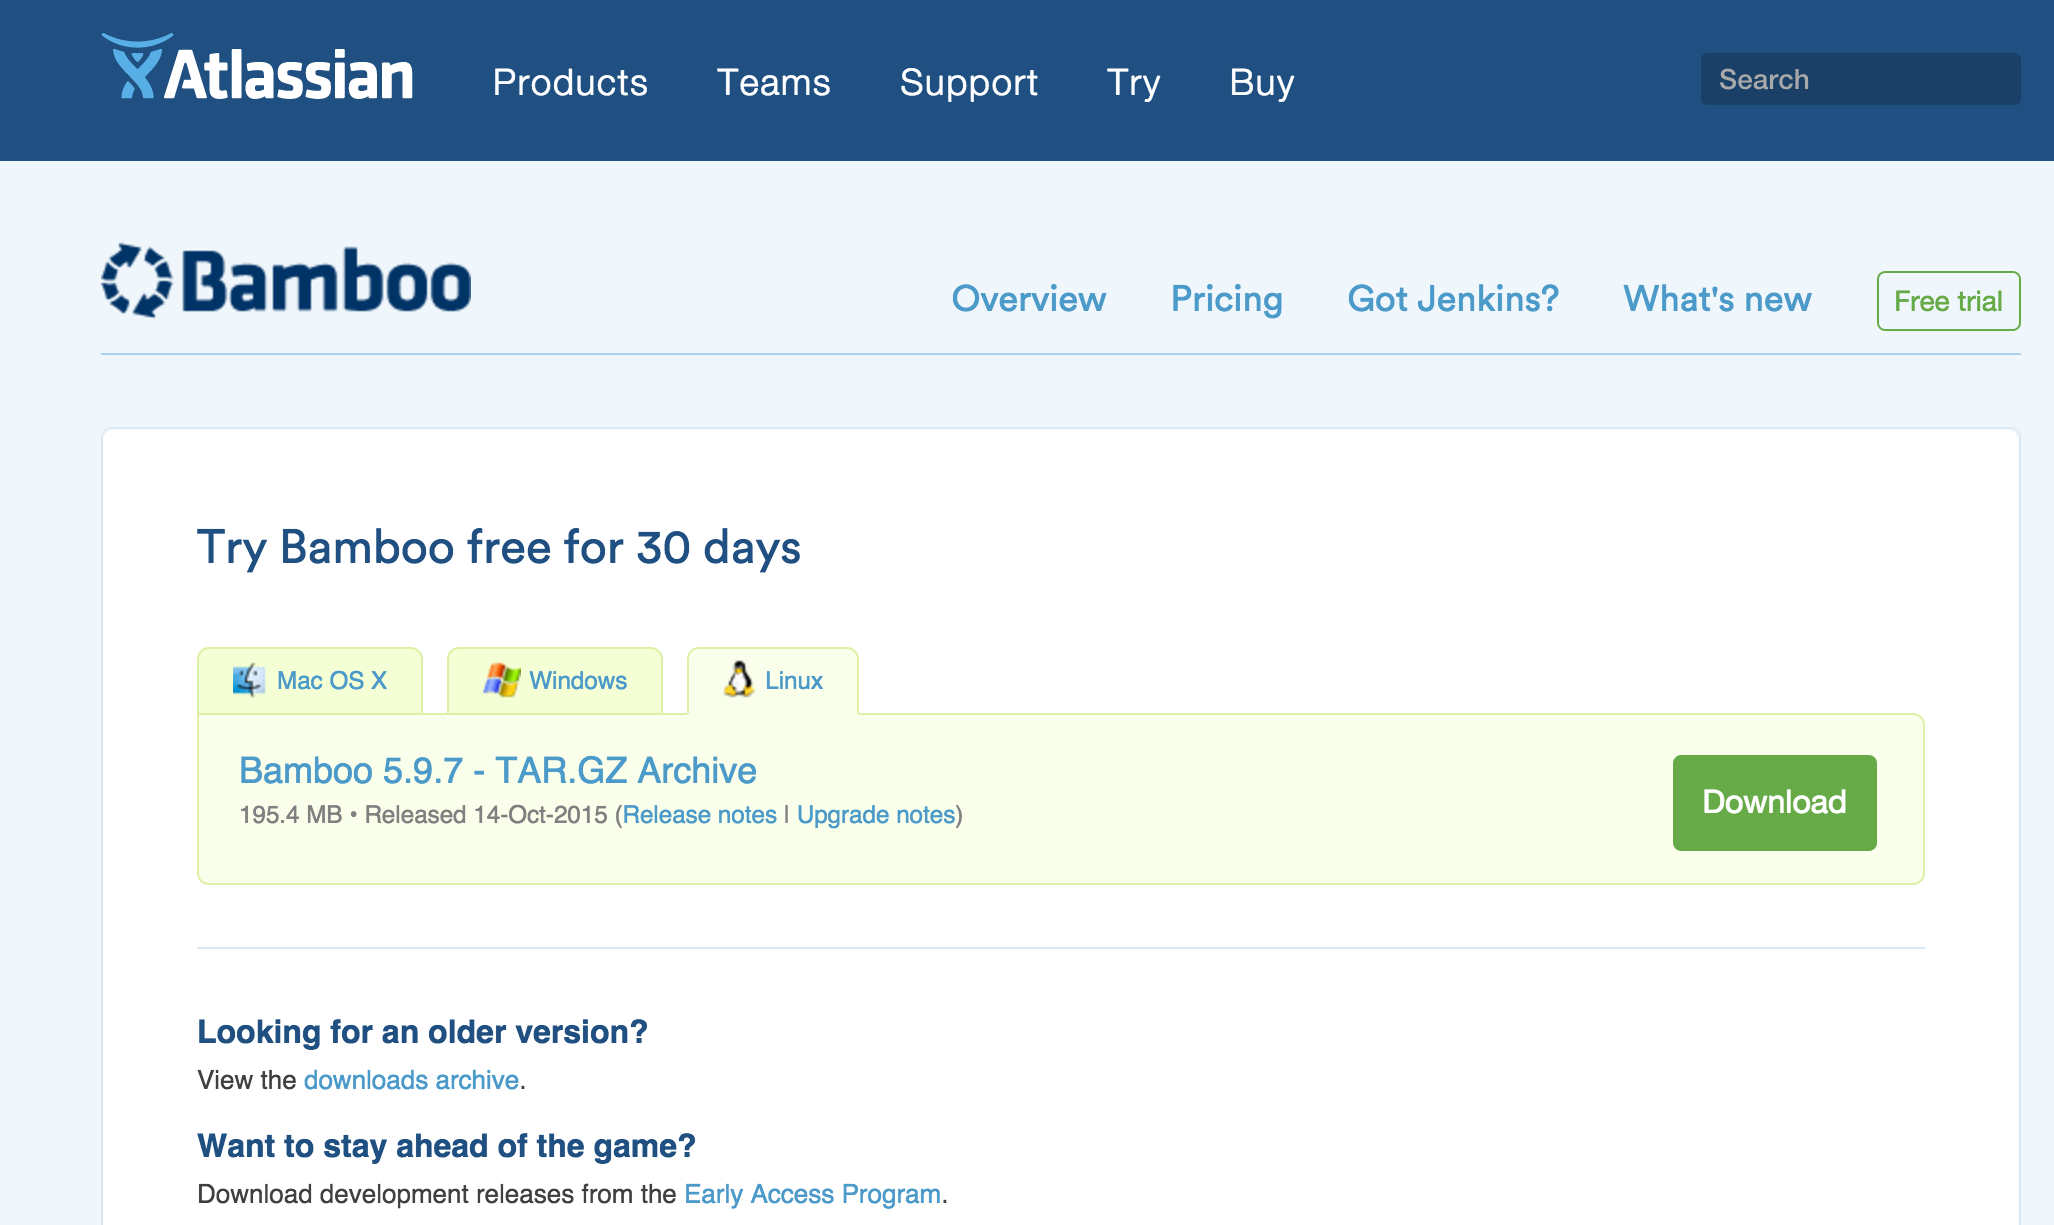 Atlassian Products Teams Support Try Buy Search
Bamboo
Overview Pricing Got Jenkins? What's new Free trial
Try Bamboo free for 30 days
Mac OS X Windows Linux
Bamboo 5.9.7 - TAR.GZ Archive
195.4 MB • Released 14-Oct-2015 (Release notes | Upgrade notes)
Download
Looking for an older version?
View the downloads archive.
Want to stay ahead of the game?
Download development releases from the Early Access Program.